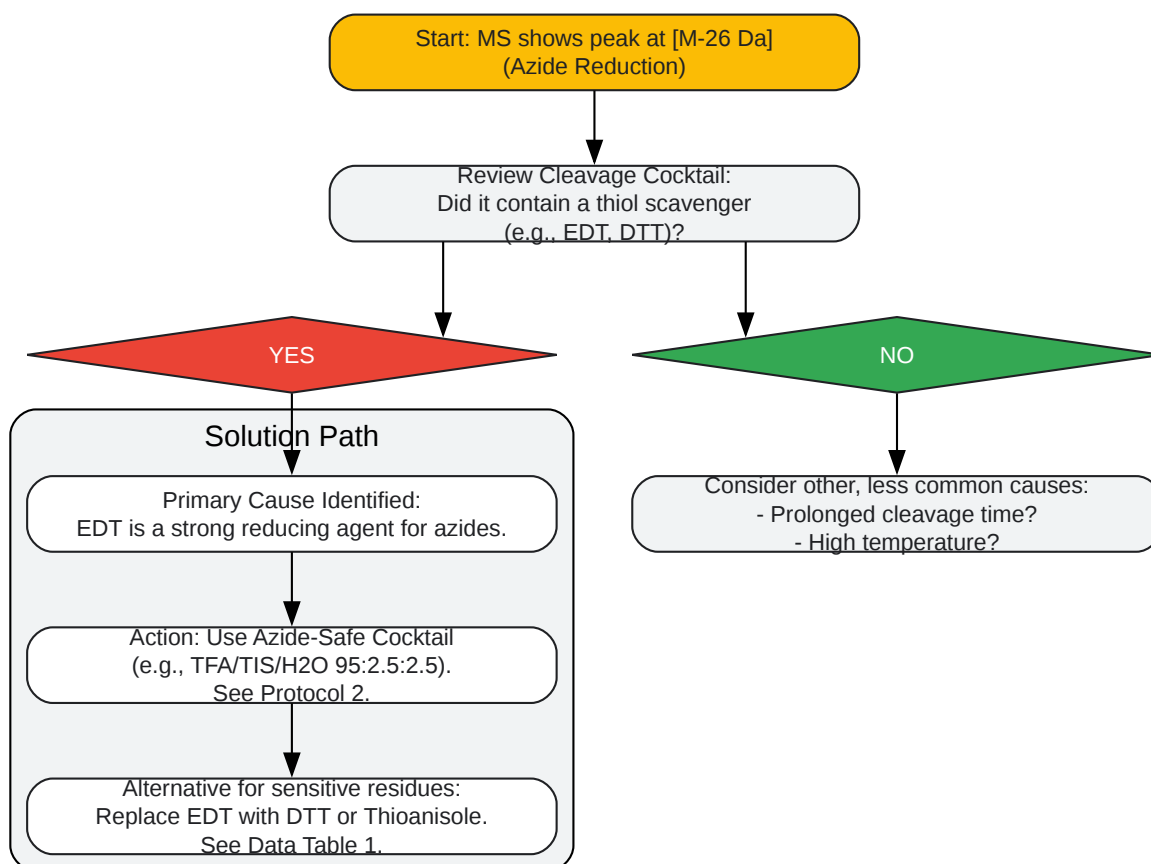 Start: MS shows peak at [M-26 Da]
(Azide Reduction)
Review Cleavage Cocktail:
Did it contain a thiol scavenger
(e.g., EDT, DTT)?
YES
NO
Solution Path
Primary Cause Identified:
EDT is a strong reducing agent for azides.
Action: Use Azide-Safe Cocktail
(e.g., TFA/TIS/H2O 95:2.5:2.5).
See Protocol 2.
Alternative for sensitive residues:
Replace EDT with DTT or Thioanisole.
See Data Table 1.
Consider other, less common causes:
- Prolonged cleavage time?
- High temperature?